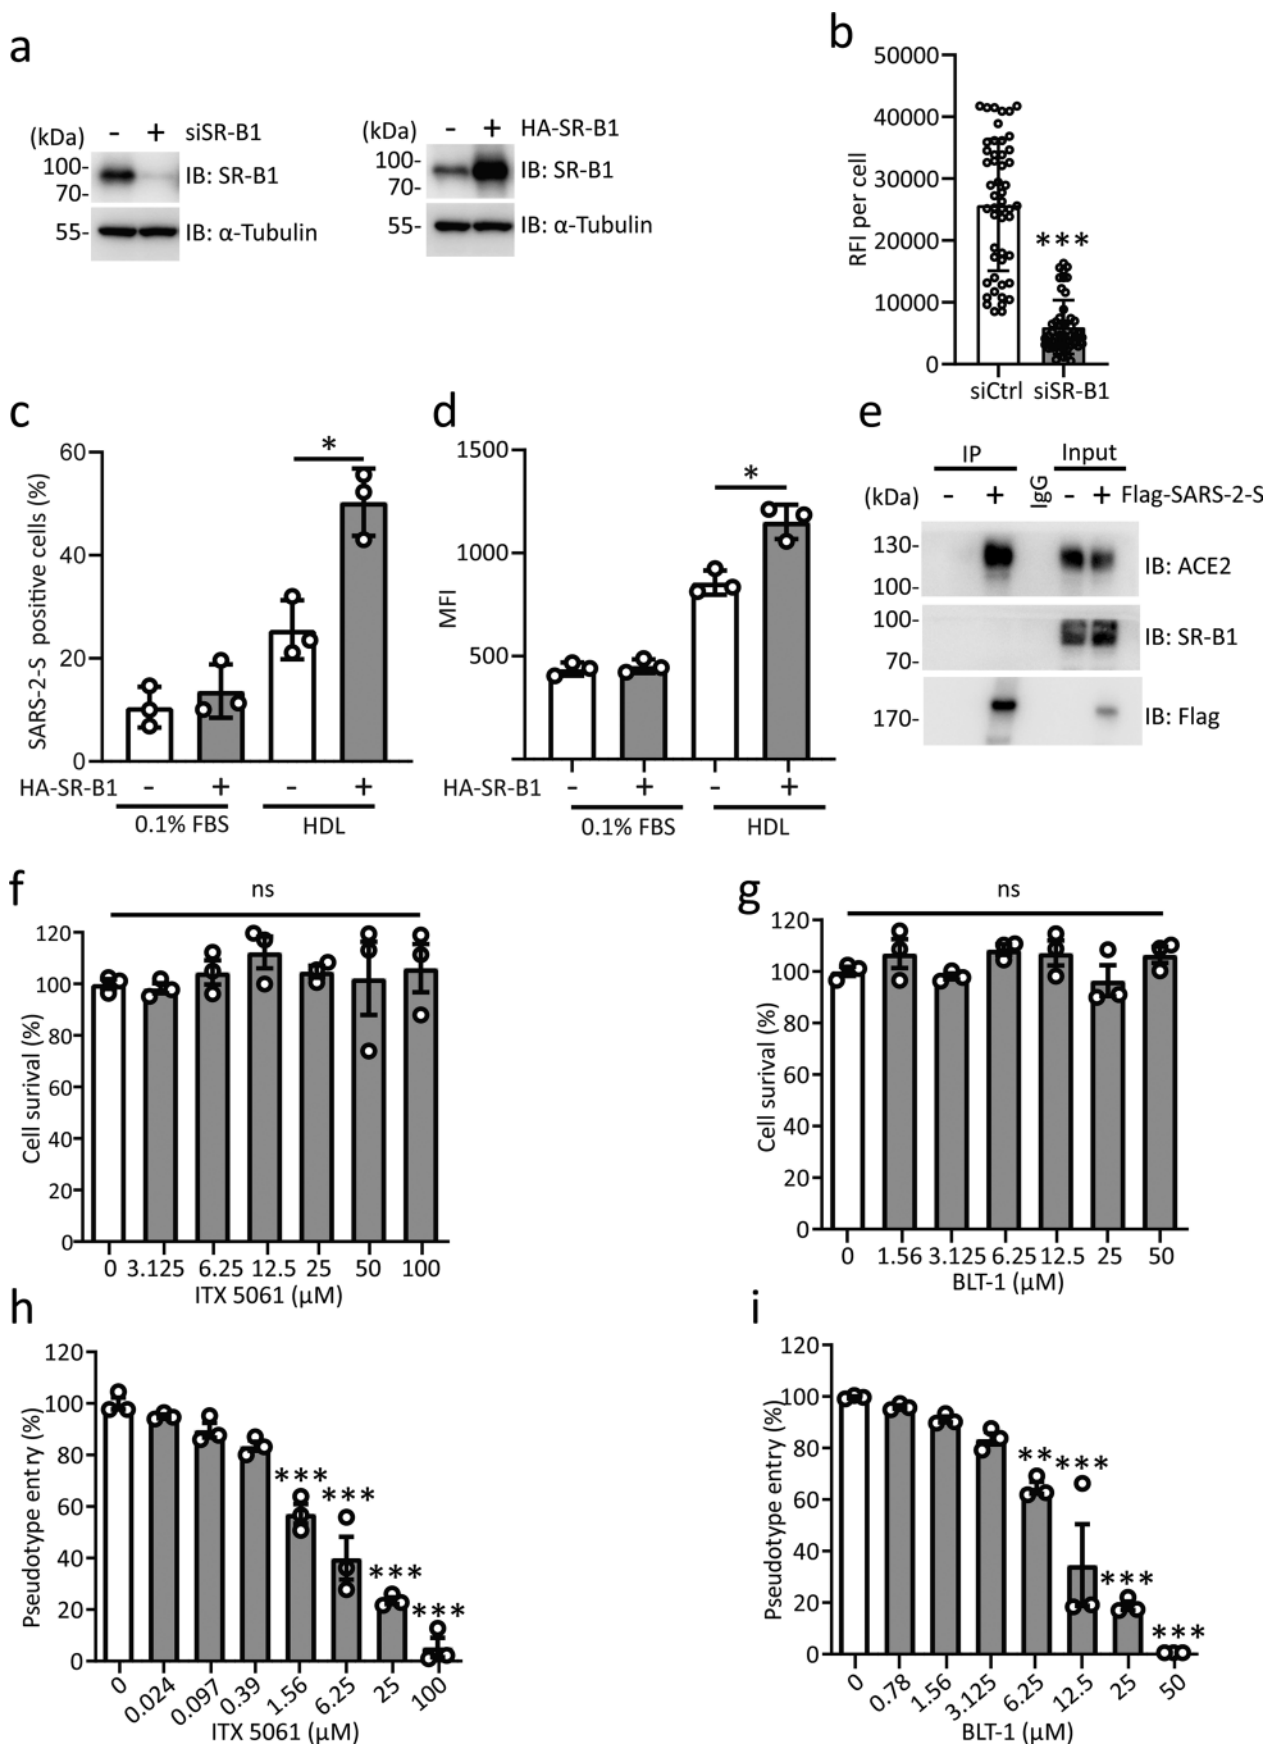 a
(kDa) - + siSR-B1
100-
70-
IB: SR-B1
55-
IB: α-Tubulin
(kDa) - + HA-SR-B1
100-
70-
IB: SR-B1
55-
IB: α-Tubulin
b
RFI per cell
50000
40000
30000
20000
10000
0
***
siCtrl siSR-B1
c
SARS-2-S positive cells (%)
60
40
20
0
*
HA-SR-B1 - + - +
0.1% FBS HDL
d
MFI
1500
1000
500
*
HA-SR-B1 - + - +
0.1% FBS HDL
e
IP Input
(kDa) - + IgG - + Flag-SARS-2-S
130-
100-
IB: ACE2
100-
70-
IB: SR-B1
170-
IB: Flag
f
ns
Cell surival (%)
120
100
80
60
40
20
0
0 3.125 6.25 12.5 25 50 100
ITX 5061 (μM)
g
ns
Cell surival (%)
120
100
80
60
40
20
0
0 1.56 3.125 6.25 12.5 25 50
BLT-1 (μM)
h
Pseudotype entry (%)
120
100
80
60
40
20
0
*** *** *** ***
0 0.024 0.097 0.39 1.56 6.25 25 100
ITX 5061 (μM)
i
Pseudotype entry (%)
120
100
80
60
40
20
0
** *** *** ***
0 0.78 1.56 3.125 6.25 12.5 25 50
BLT-1 (μM)